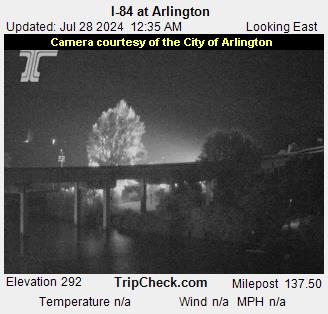 I-84 at Arlington
Updated: Jul 28 2024 12:35 AM Looking East
Camera courtesy of the City of Arlington
Elevation 292 TripCheck.com Milepost 137.50
Temperature n/a Wind n/a MPH n/a